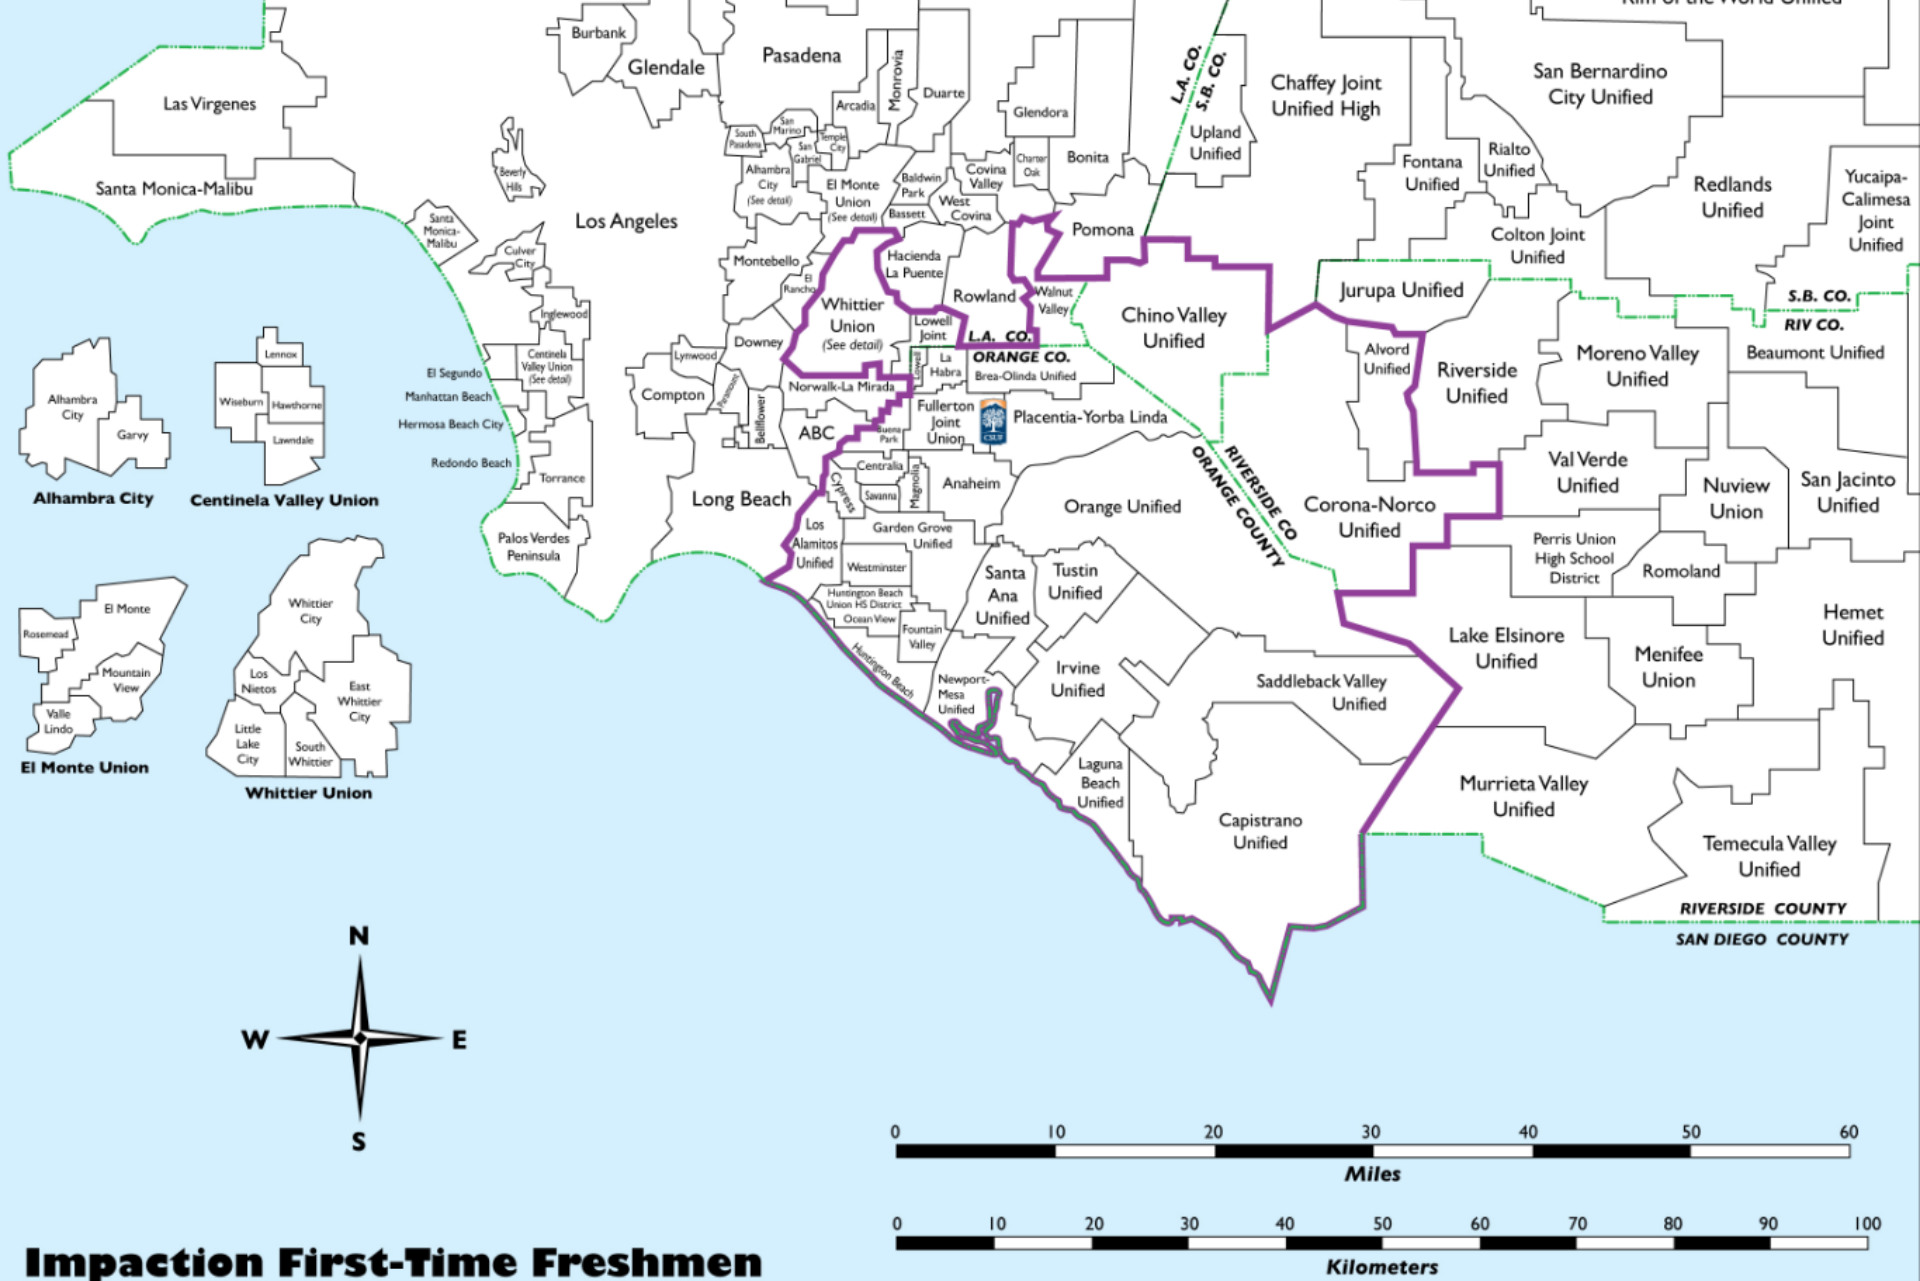 Rim of the World Unified
Burbank
Glendale
Pasadena
Monrovia
Arcadia
Duarte
Glendora
L.A. CO.
S.B. CO.
Upland
Unified
Chaffey Joint
Unified High
San Bernardino
City Unified
Las Virgenes
Santa Monica-Malibu
Beverly
Hills
South
Pasadena
San
Marino
Temple
City
San
Gabriel
Alhambra
City
(See detail)
El Monte
Union
(See detail)
Baldwin
Park
Bassett
Covina
Valley
West
Covina
Charter
Oak
Bonita
Pomona
Fontana
Unified
Rialto
Unified
Colton Joint
Unified
Redlands
Unified
Yucaipa-
Calimesa
Joint
Unified
Santa
Monica-
Malibu
Culver
City
Los Angeles
Montebello
El
Rancho
Hacienda
La Puente
Rowland
Walnut
Valley
Whittier
Union
(See detail)
Lowell
Joint
L.A. CO.
ORANGE CO.
Chino Valley
Unified
Jurupa Unified
S.B. CO.
RIV CO.
Inglewood
Centinela
Valley Union
(See detail)
Lynwood
Compton
Paramount
Downey
Bellflower
Norwalk-La Mirada
Lowell
La
Habra
Brea-Olinda Unified
Alvord
Unified
Riverside
Unified
Moreno Valley
Unified
Beaumont Unified
El Segundo
Manhattan Beach
Hermosa Beach City
Redondo Beach
Torrance
Palos Verdes
Peninsula
Long Beach
ABC
Buena
Park
Fullerton
Joint
Union
CSUF
Placentia-Yorba Linda
Centralia
Cypress
Savanna
Magnolia
Anaheim
Orange Unified
RIVERSIDE CO
ORANGE COUNTY
Corona-Norco
Unified
Val Verde
Unified
Nuview
Union
San Jacinto
Unified
Los
Alamitos
Unified
Garden Grove
Unified
Westminster
Huntington Beach
Union HS District
Ocean View
Fountain
Valley
Huntington Beach
Santa
Ana
Unified
Tustin
Unified
Perris Union
High School
District
Romoland
Hemet
Unified
Newport-
Mesa
Unified
Irvine
Unified
Saddleback Valley
Unified
Lake Elsinore
Unified
Menifee
Union
Laguna
Beach
Unified
Capistrano
Unified
Murrieta Valley
Unified
Temecula Valley
Unified
RIVERSIDE COUNTY
SAN DIEGO COUNTY
Alhambra
City
Garvy
Alhambra City
Lennox
Wiseburn
Hawthorne
Lawndale
Centinela Valley Union
El Monte
Rosemead
Mountain
View
Valle
Lindo
El Monte Union
Whittier
City
Los
Nietos
East
Whittier
City
Little
Lake
City
South
Whittier
Whittier Union
N
W
E
S
0 10 20 30 40 50 60
Miles
0 10 20 30 40 50 60 70 80 90 100
Kilometers
Impaction First-Time Freshmen